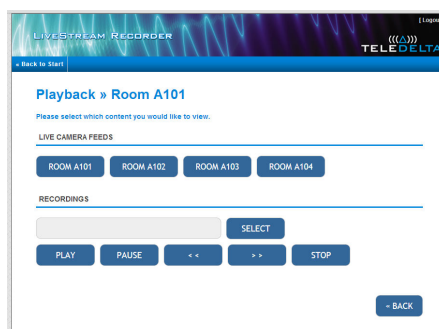 [Logou
LIVESTREAM RECORDER
(((△)))
TELEDELTA
« Back to Start
Playback » Room A101
Please select which content you would like to view.
LIVE CAMERA FEEDS
ROOM A101 ROOM A102 ROOM A103 ROOM A104
RECORDINGS
SELECT
PLAY PAUSE < < > > STOP
« BACK